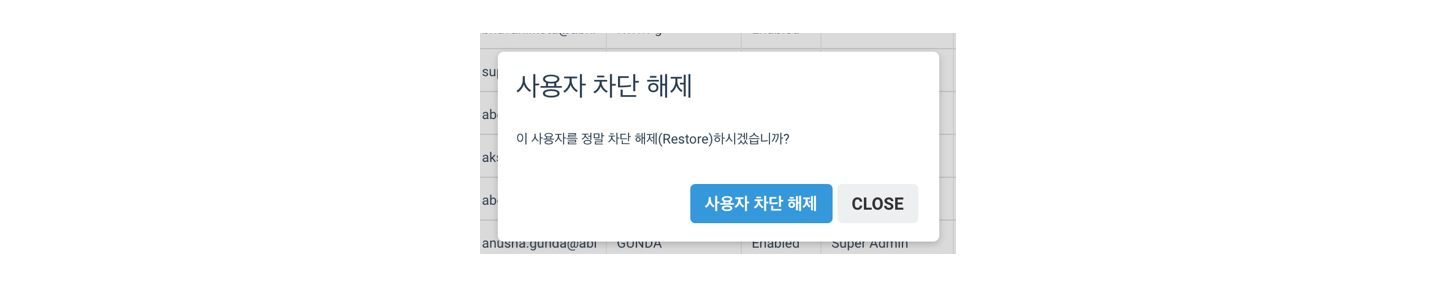 Enabled
sup
사용자 차단 해제
abc
이 사용자를 정말 차단 해제(Restore)하시겠습니까?
aks
사용자 차단 해제 CLOSE
anusha.gunda@abl GUNDA Enabled Super Admin